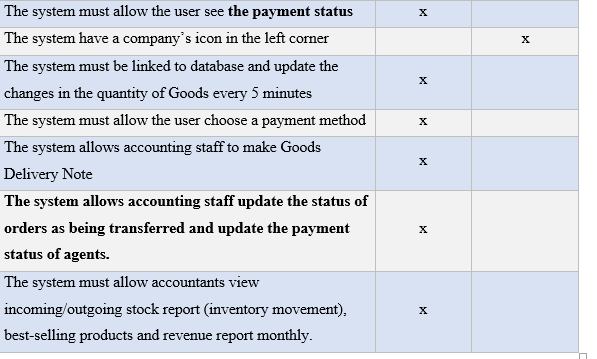 The system must allow the user see the payment status x
The system have a company's icon in the left corner x
The system must be linked to database and update the
changes in the quantity of Goods every 5 minutes x
The system must allow the user choose a payment method x
The system allows accounting staff to make Goods
Delivery Note x
The system allows accounting staff update the status of
orders as being transferred and update the payment x
status of agents.
The system must allow accountants view
incoming/outgoing stock report (inventory movement), x
best-selling products and revenue report monthly.